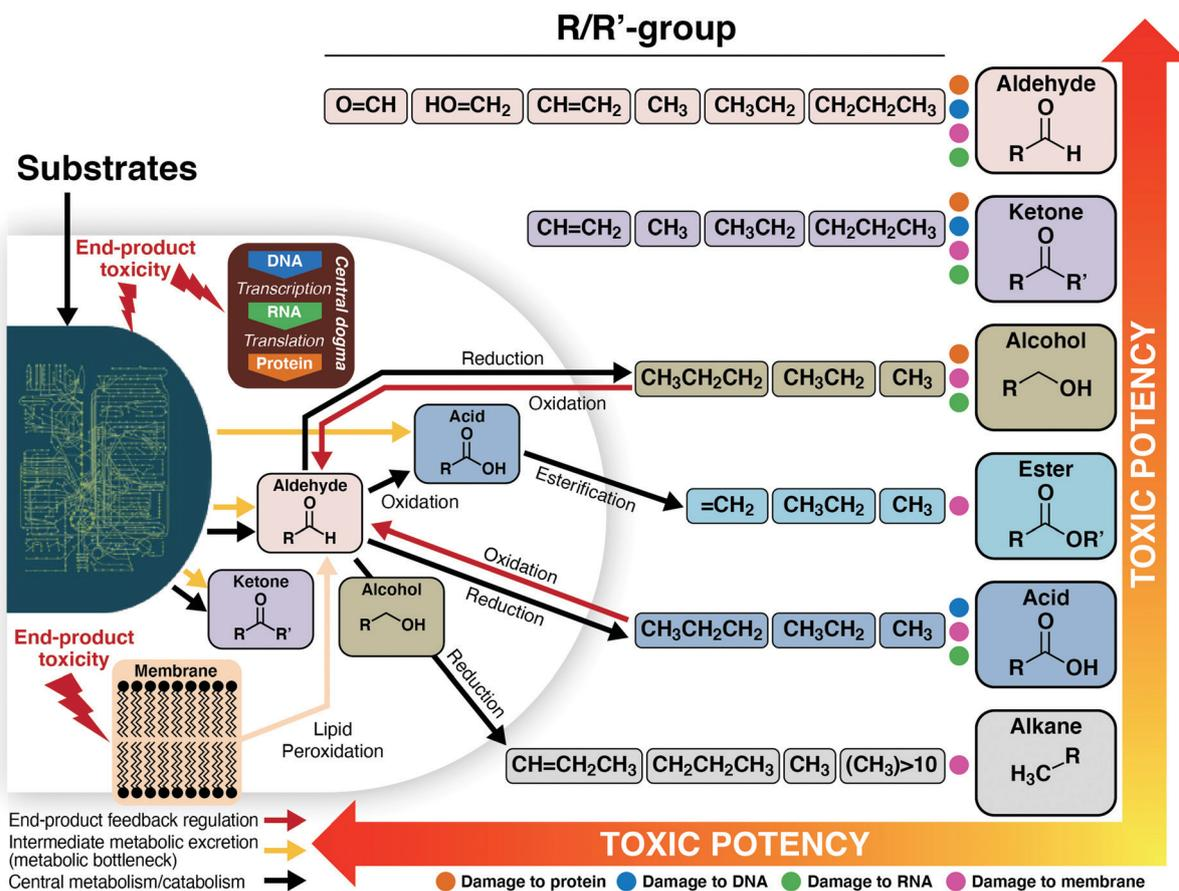 R/R'-group
O=CH HO=CH2 CH=CH2 CH3 CH3CH2 CH2CH2CH3
Aldehyde
O
R H
Substrates
CH=CH2 CH3 CH3CH2 CH2CH2CH3
Ketone
O
R R'
End-product
toxicity
DNA
Transcription
RNA
Translation
Protein
Central dogma
Reduction
Oxidation
CH3CH2CH2 CH3CH2 CH3
Alcohol
R OH
Acid
O
R OH
Aldehyde
O
R H
Oxidation
Esterification
=CH2 CH3CH2 CH3
Ester
O
R OR'
Oxidation
Reduction
Ketone
O
R R'
Alcohol
R OH
CH3CH2CH2 CH3CH2 CH3
Acid
O
R OH
End-product
toxicity
Membrane
Lipid
Peroxidation
Reduction
CH=CH2CH3 CH2CH2CH3 CH3 (CH3)>10
Alkane
H3C R
TOXIC POTENCY
End-product feedback regulation
Intermediate metabolic excretion
(metabolic bottleneck)
Central metabolism/catabolism
TOXIC POTENCY
Damage to protein Damage to DNA Damage to RNA Damage to membrane